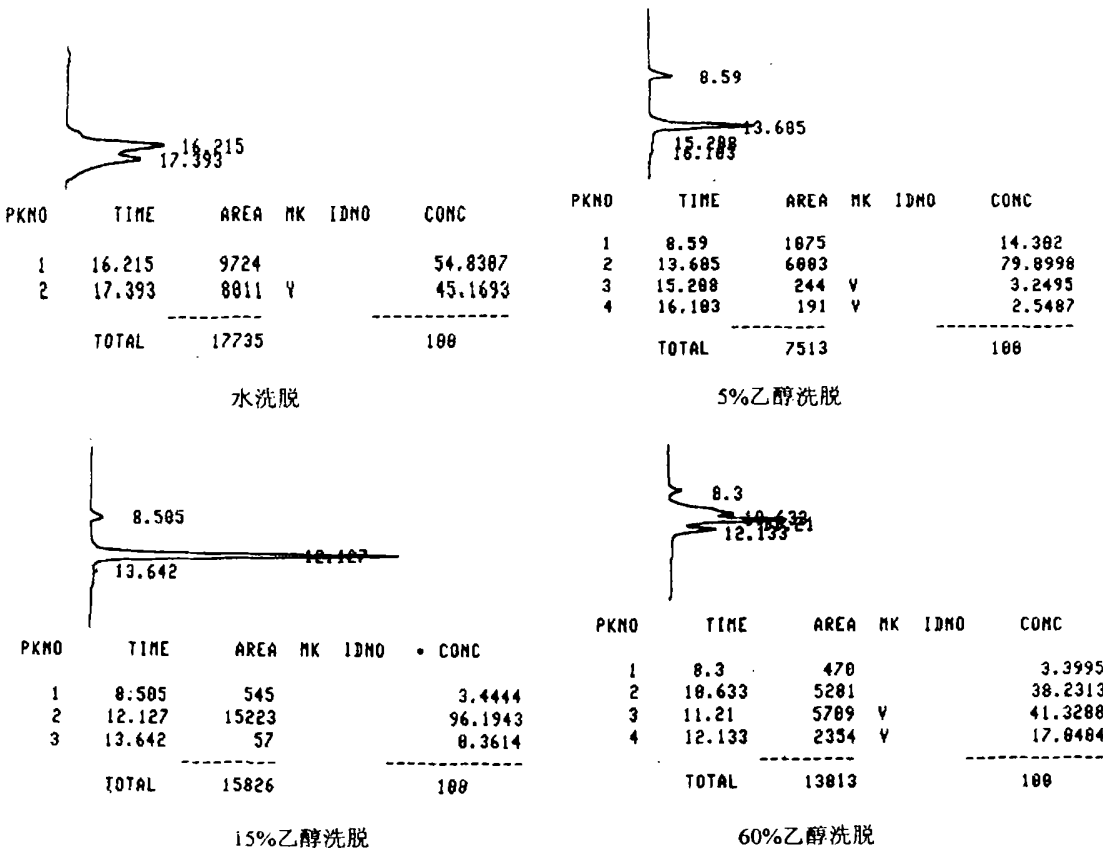 16.215
17.393
PKNO TIME AREA MK IDNO CONC
1 16.215 9724 54.8307
2 17.393 8011 V 45.1693
TOTAL 17735 100
水洗脱
8.59
13.605
15.208
16.103
PKNO TIME AREA MK IDNO CONC
1 8.59 1075 14.302
2 13.605 6003 79.8998
3 15.208 244 V 3.2495
4 16.103 191 V 2.5487
TOTAL 7513 100
5%乙醇洗脱
8.505
12.127
13.642
PKNO TIME AREA MK IDNO CONC
1 8.505 545 3.4444
2 12.127 15223 96.1943
3 13.642 57 0.3614
TOTAL 15826 100
15%乙醇洗脱
8.3
10.633
11.21
12.133
PKNO TIME AREA MK IDNO CONC
1 8.3 470 3.3995
2 10.633 5281 38.2313
3 11.21 5709 V 41.3288
4 12.133 2354 V 17.0404
TOTAL 13813 100
60%乙醇洗脱